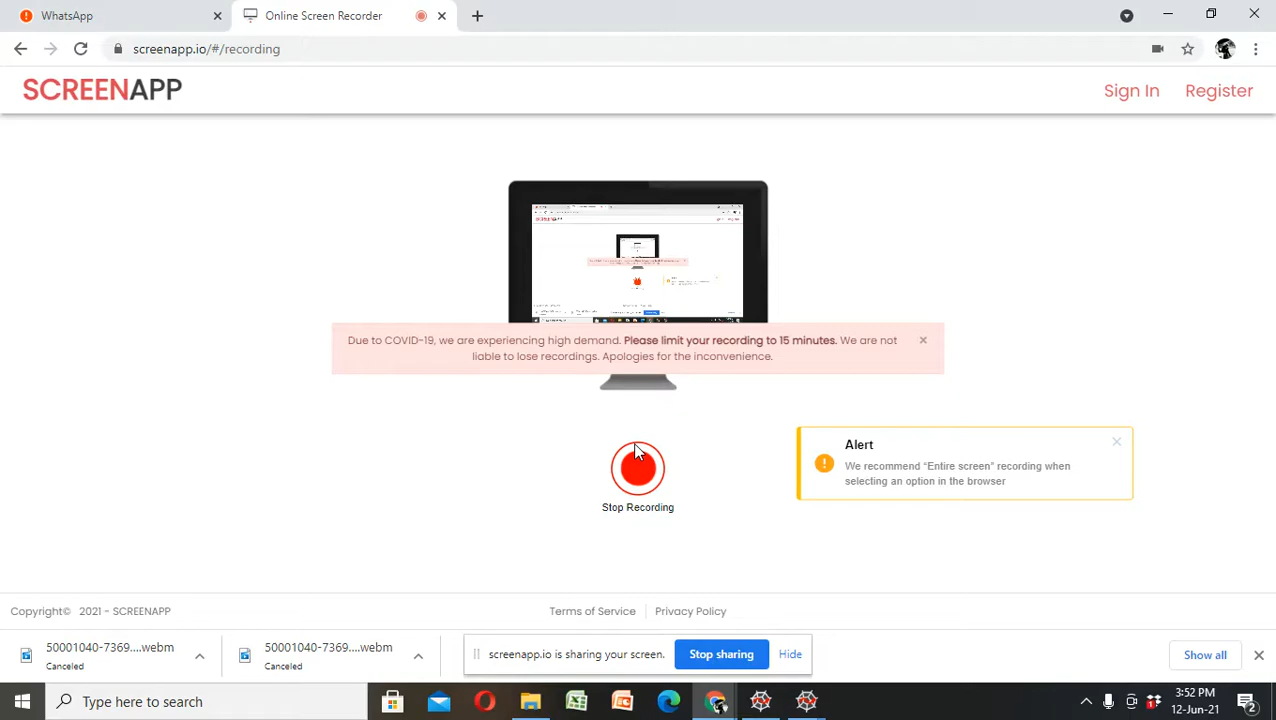 WhatsApp
Online Screen Recorder
screenapp.io/#/recording
SCREENAPP
Sign In
Register
Due to COVID-19, we are experiencing high demand. Please limit your recording to 15 minutes. We are not
liable to lose recordings. Apologies for the inconvenience.
Stop Recording
Alert
We recommend “Entire screen” recording when
selecting an option in the browser
Copyright© 2021 - SCREENAPP
Terms of Service
Privacy Policy
50001040-7369....webm
Canceled
50001040-7369....webm
Canceled
screenapp.io is sharing your screen.
Stop sharing
Hide
Show all
Type here to search
3:52 PM
12-Jun-21
2